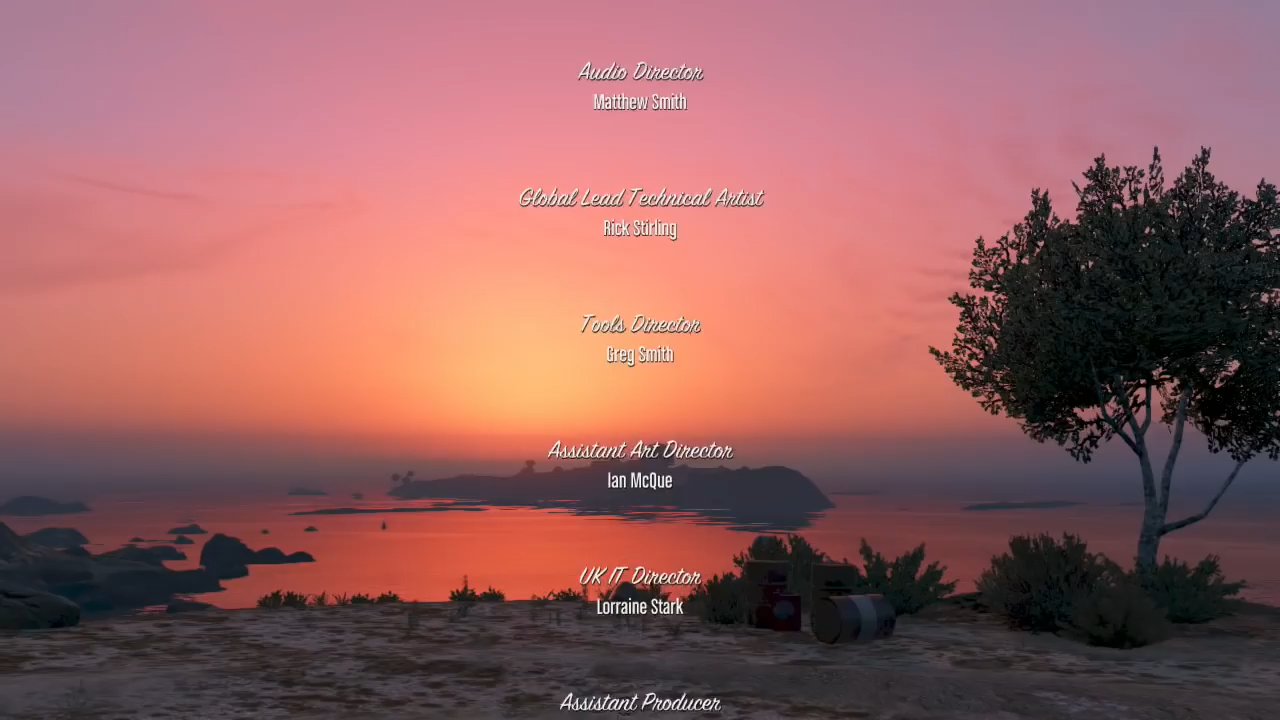 Audio Director
Matthew Smith
Global Lead Technical Artist
Rick Stirling
Tools Director
Greg Smith
Assistant Art Director
Ian McQue
UK IT Director
Lorraine Stark
Assistant Producer